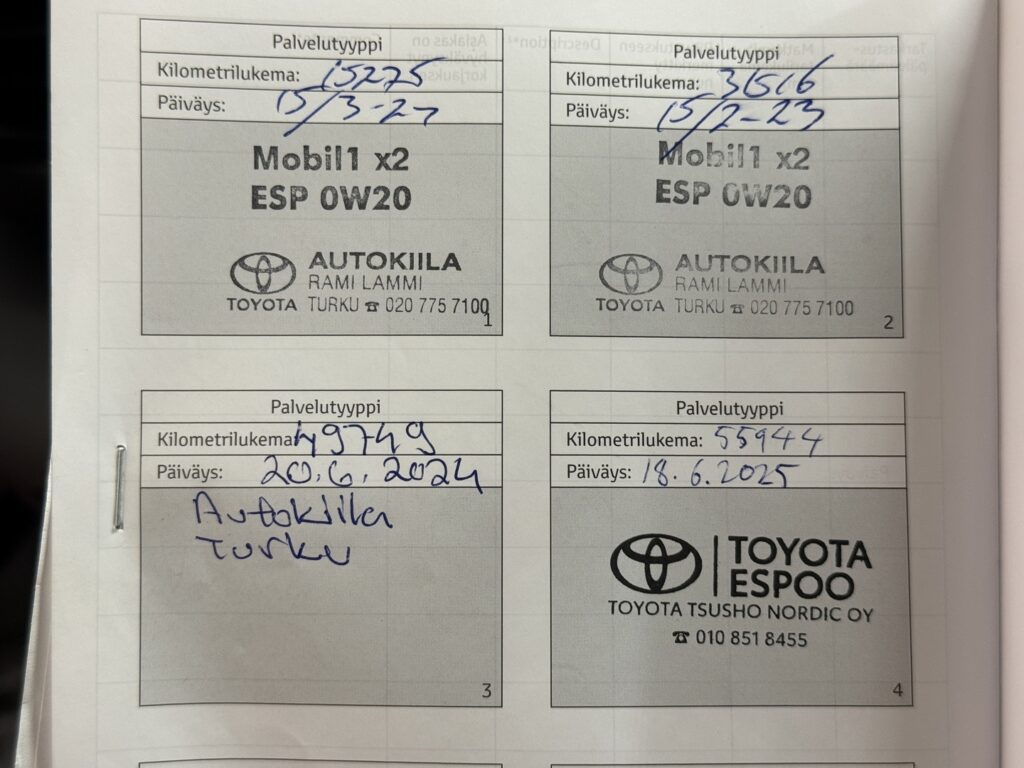 Palvelutyyppi
Kilometrilukema: 15275
Päiväys: 15/3-22
Mobil1 x2
ESP 0W20
AUTOKIILA
RAMI LAMMI
TOYOTA TURKU ☎ 020 775 7100
1
Palvelutyyppi
Kilometrilukema: 31516
Päiväys: 15/2-23
Mobil1 x2
ESP 0W20
AUTOKIILA
RAMI LAMMI
TOYOTA TURKU ☎ 020 775 7100
2
Palvelutyyppi
Kilometrilukema: 49749
Päiväys: 20.6.2024
Autokiila
Turku
3
Palvelutyyppi
Kilometrilukema: 55944
Päiväys: 18.6.2025
TOYOTA
ESPOO
TOYOTA TSUSHO NORDIC OY
☎ 010 851 8455
4